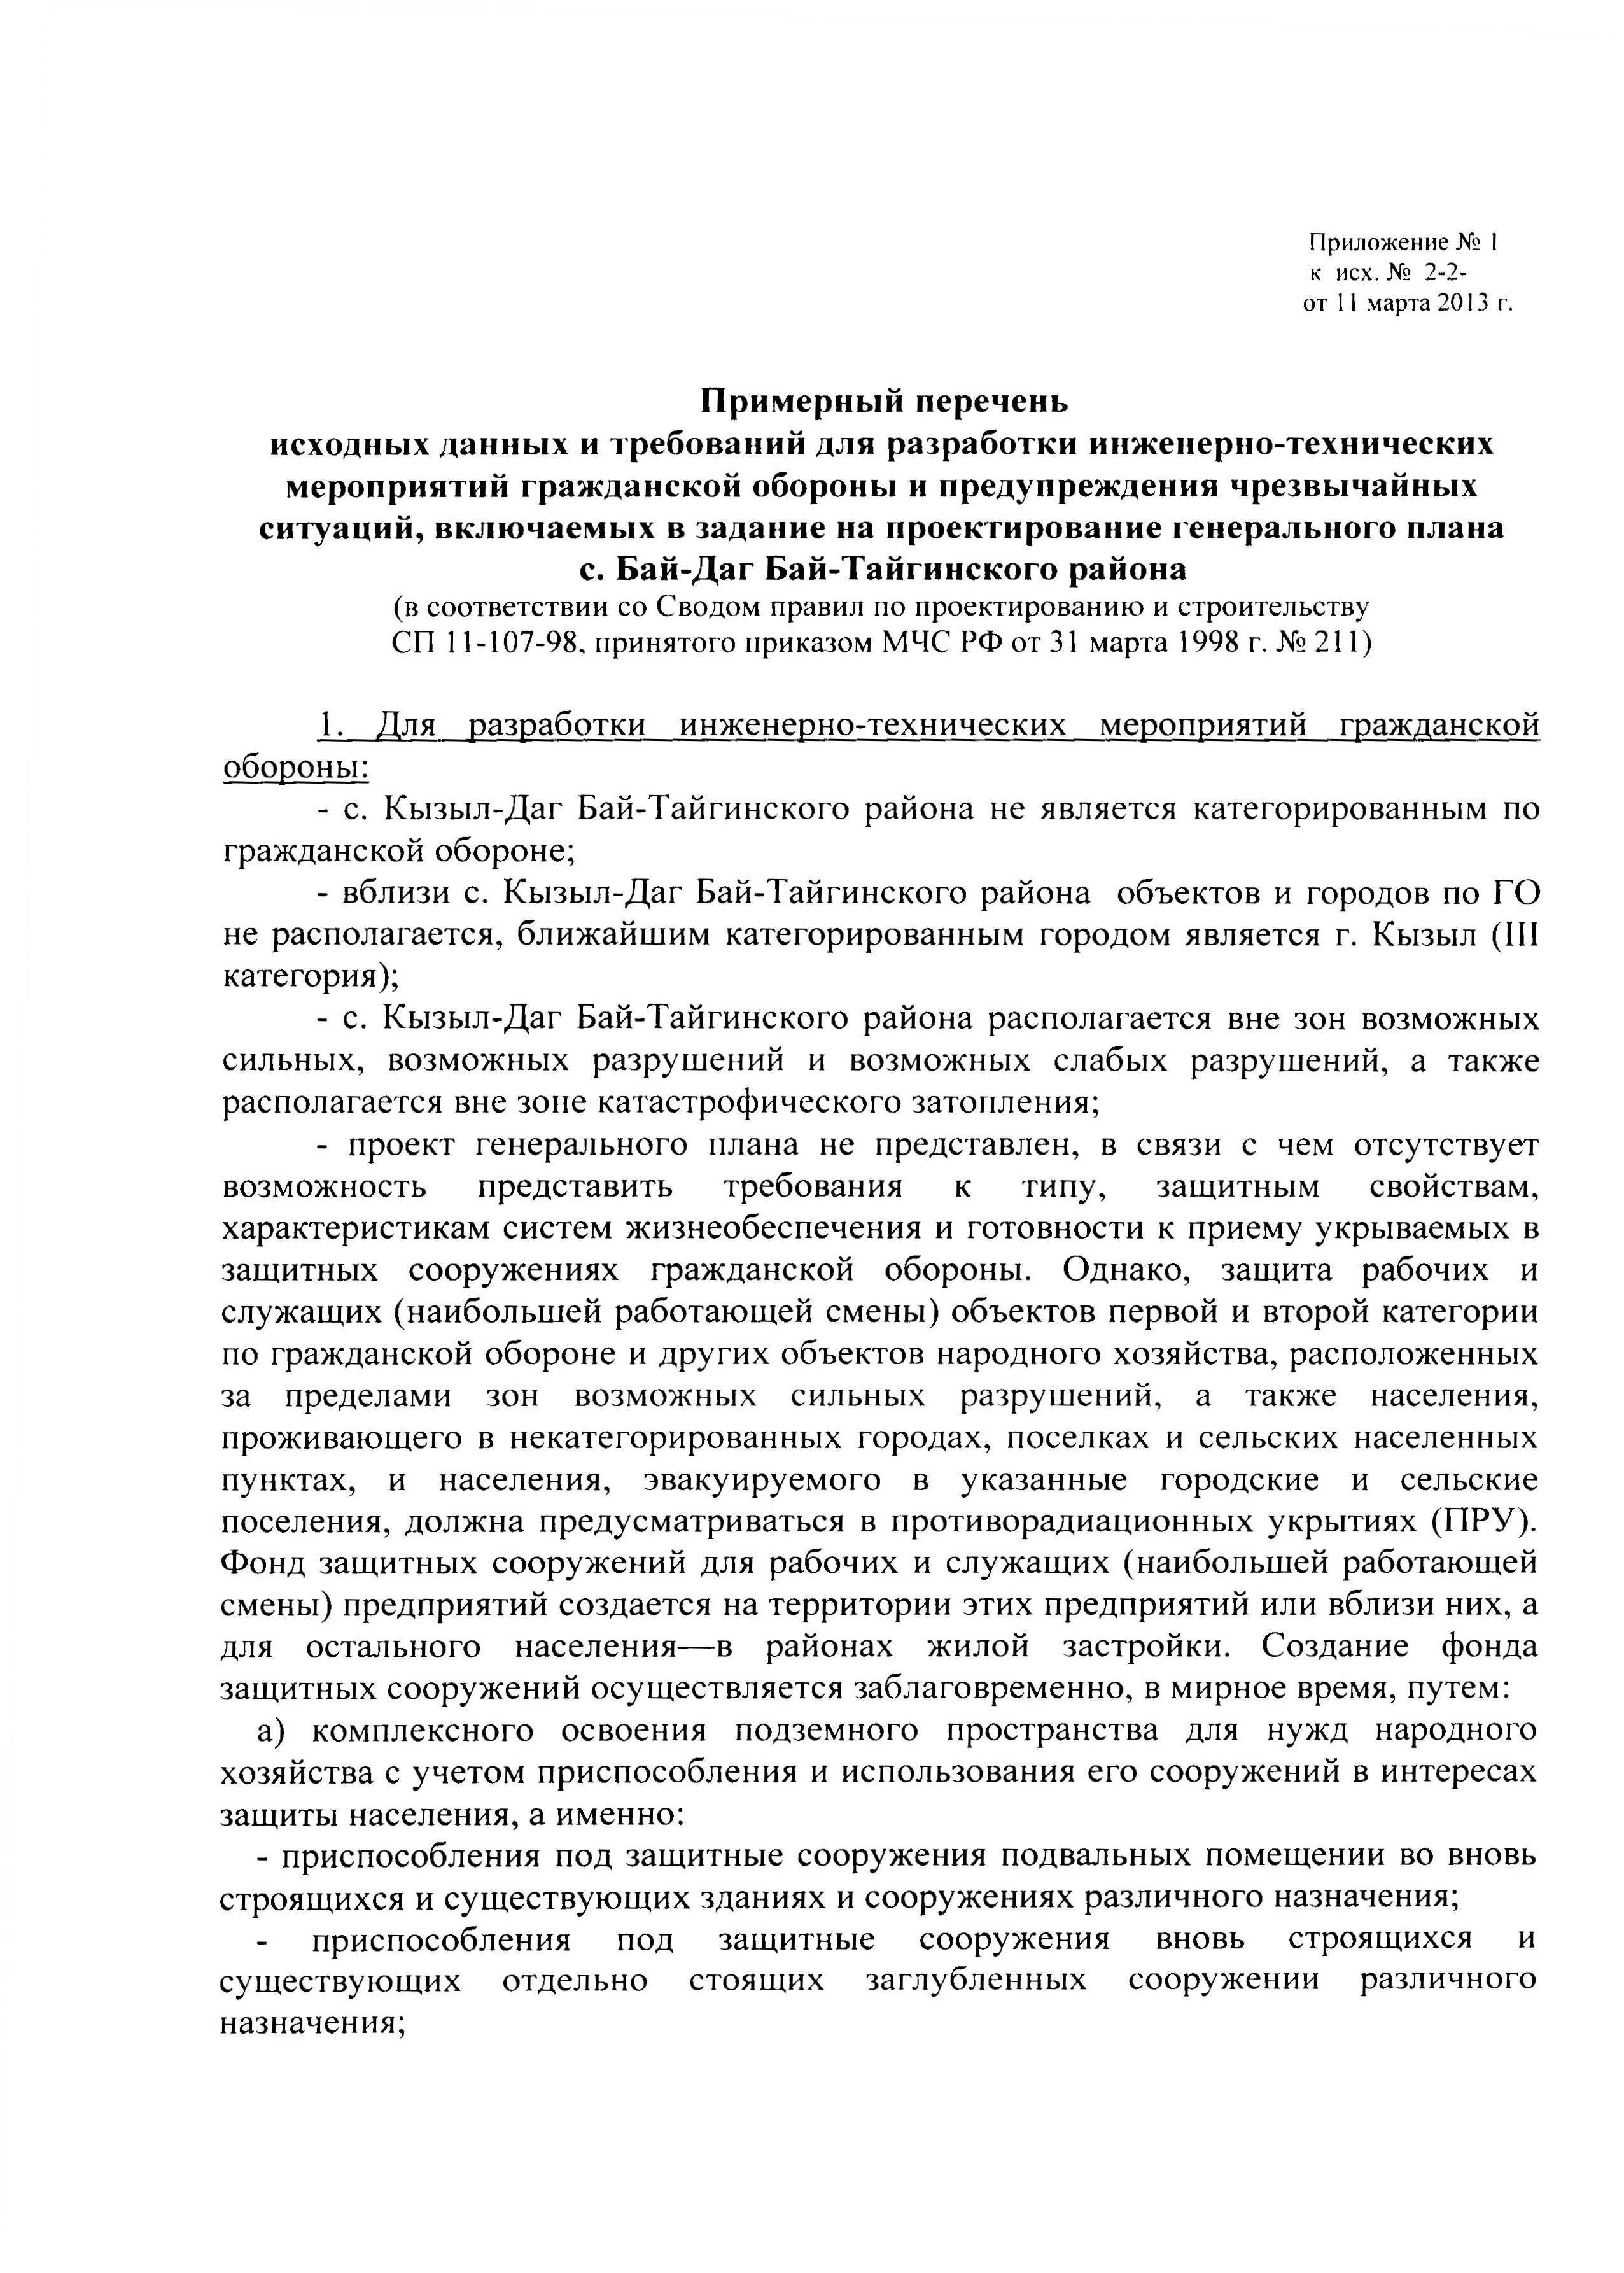 Приложение № 1
к исх. № 2-2-
от 11 марта 2013 г.
Примерный перечень
исходных данных и требований для разработки инженерно-технических
мероприятий гражданской обороны и предупреждения чрезвычайных
ситуаций, включаемых в задание на проектирование генерального плана
с. Бай-Даг Бай-Тайгинского района
(в соответствии со Сводом правил по проектированию и строительству
СП 11-107-98, принятого приказом МЧС РФ от 31 марта 1998 г. № 211)
1. Для разработки инженерно-технических мероприятий гражданской
обороны:
- с. Кызыл-Даг Бай-Тайгинского района не является категорированным по
гражданской обороне;
- вблизи с. Кызыл-Даг Бай-Тайгинского района объектов и городов по ГО
не располагается, ближайшим категорированным городом является г. Кызыл (III
категория);
- с. Кызыл-Даг Бай-Тайгинского района располагается вне зон возможных
сильных, возможных разрушений и возможных слабых разрушений, а также
располагается вне зоне катастрофического затопления;
- проект генерального плана не представлен, в связи с чем отсутствует
возможность представить требования к типу, защитным свойствам,
характеристикам систем жизнеобеспечения и готовности к приему укрываемых в
защитных сооружениях гражданской обороны. Однако, защита рабочих и
служащих (наибольшей работающей смены) объектов первой и второй категории
по гражданской обороне и других объектов народного хозяйства, расположенных
за пределами зон возможных сильных разрушений, а также населения,
проживающего в некатегорированных городах, поселках и сельских населенных
пунктах, и населения, эвакуируемого в указанные городские и сельские
поселения, должна предусматриваться в противорадиационных укрытиях (ПРУ).
Фонд защитных сооружений для рабочих и служащих (наибольшей работающей
смены) предприятий создается на территории этих предприятий или вблизи них, а
для остального населения—в районах жилой застройки. Создание фонда
защитных сооружений осуществляется заблаговременно, в мирное время, путем:
а) комплексного освоения подземного пространства для нужд народного
хозяйства с учетом приспособления и использования его сооружений в интересах
защиты населения, а именно:
- приспособления под защитные сооружения подвальных помещении во вновь
строящихся и существующих зданиях и сооружениях различного назначения;
- приспособления под защитные сооружения вновь строящихся и
существующих отдельно стоящих заглубленных сооружении различного
назначения;